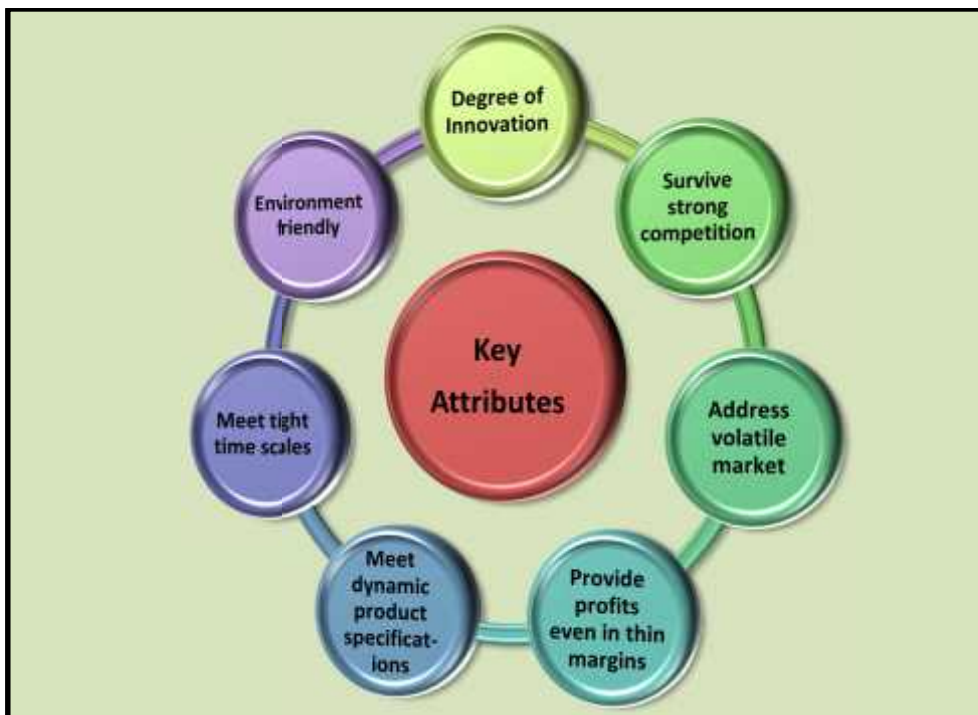 Degree of
Innovation
Survive
strong
competition
Address
volatile
market
Provide
profits
even in thin
margins
Meet
dynamic
product
specificat-
ions
Meet tight
time scales
Environment
friendly
Key
Attributes